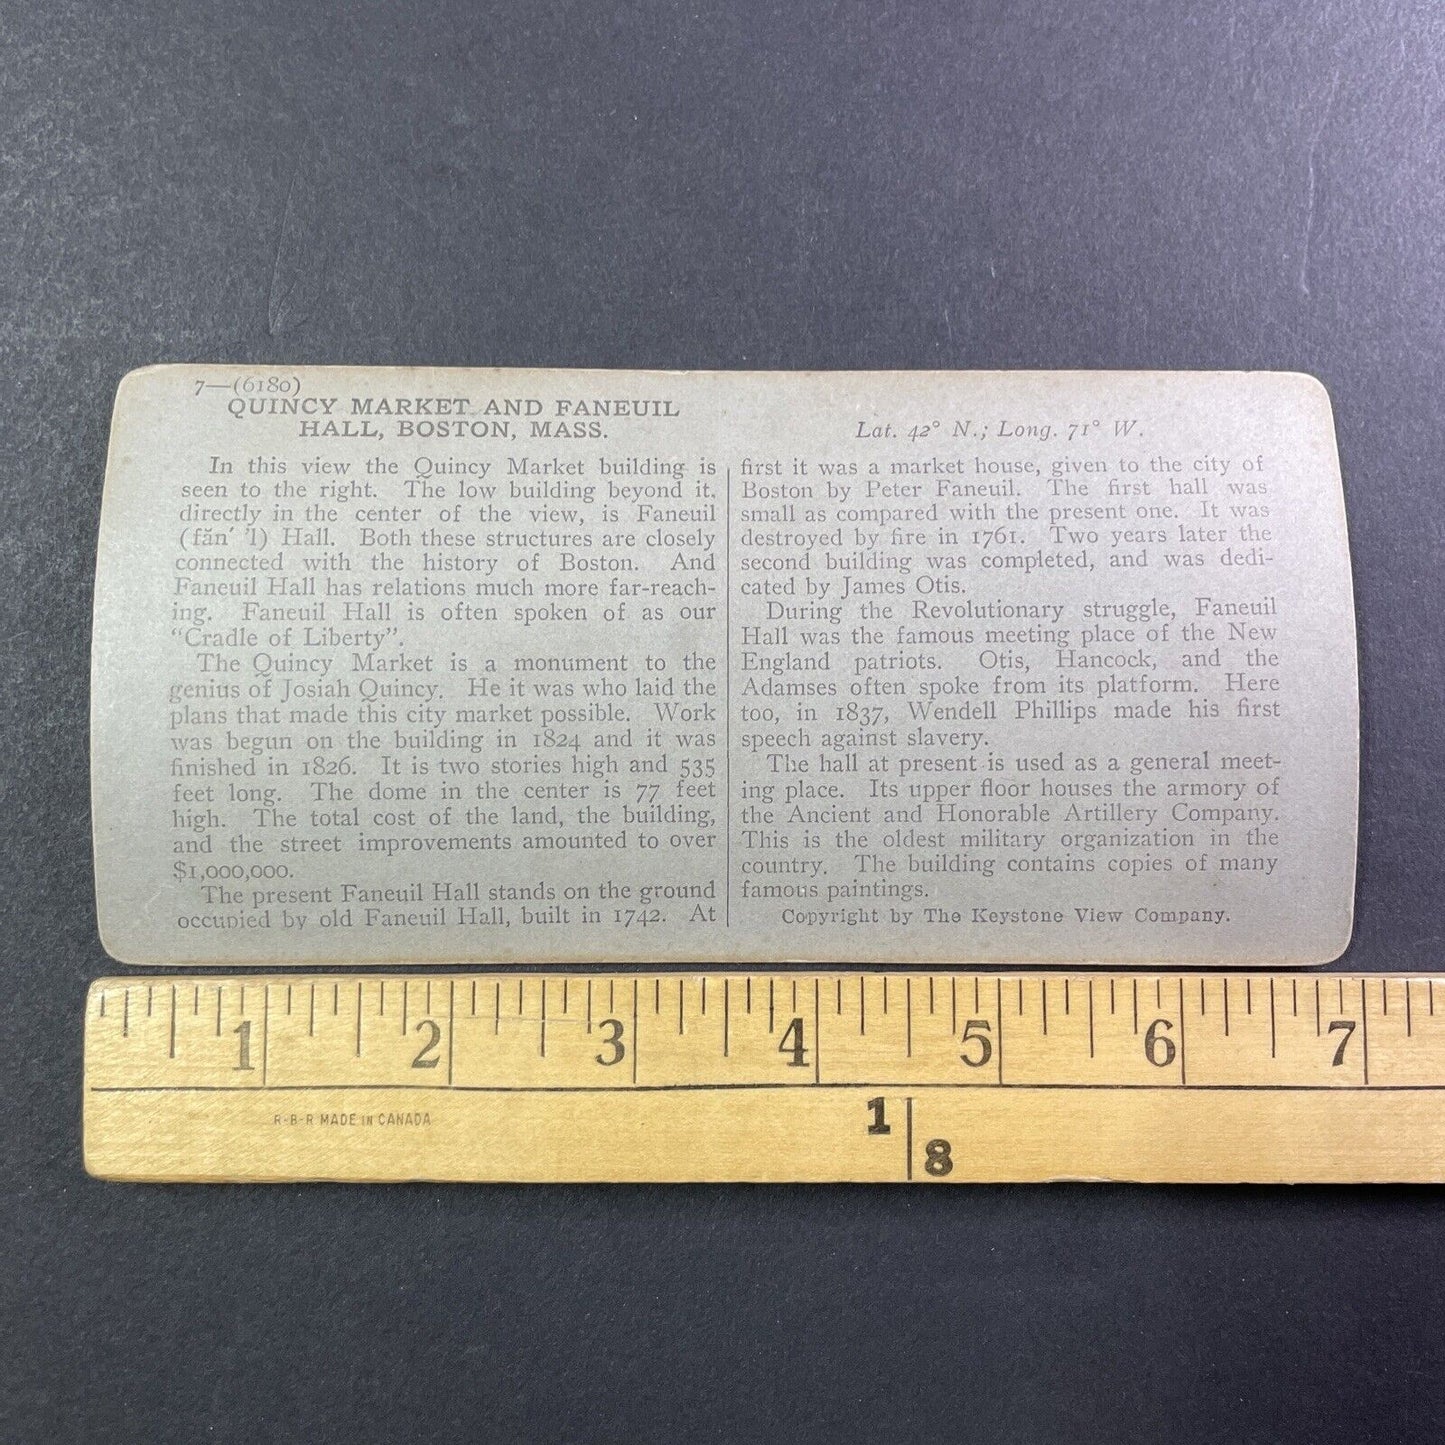 7—(6180)
QUINCY MARKET AND FANEUIL
HALL, BOSTON, MASS.
In this view the Quincy Market building is
seen to the right. The low building beyond it,
directly in the center of the view, is Faneuil
(făn′ ’l) Hall. Both these structures are closely
connected with the history of Boston. And
Faneuil Hall has relations much more far-reach-
ing. Faneuil Hall is often spoken of as our
“Cradle of Liberty”.
The Quincy Market is a monument to the
genius of Josiah Quincy. He it was who laid the
plans that made this city market possible. Work
was begun on the building in 1824 and it was
finished in 1826. It is two stories high and 535
feet long. The dome in the center is 77 feet
high. The total cost of the land, the building,
and the street improvements amounted to over
$1,000,000.
The present Faneuil Hall stands on the ground
occupied by old Faneuil Hall, built in 1742. At
Lat. 42° N.; Long. 71° W.
first it was a market house, given to the city of
Boston by Peter Faneuil. The first hall was
small as compared with the present one. It was
destroyed by fire in 1761. Two years later the
second building was completed, and was dedi-
cated by James Otis.
During the Revolutionary struggle, Faneuil
Hall was the famous meeting place of the New
England patriots. Otis, Hancock, and the
Adamses often spoke from its platform. Here
too, in 1837, Wendell Phillips made his first
speech against slavery.
The hall at present is used as a general meet-
ing place. Its upper floor houses the armory of
the Ancient and Honorable Artillery Company.
This is the oldest military organization in the
country. The building contains copies of many
famous paintings.
Copyright by The Keystone View Company.
1 2 3 4 5 6 7
R-B-R MADE IN CANADA
1
8